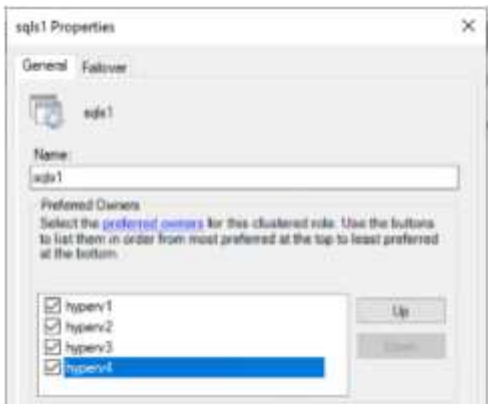 sqls1 Properties
General Failover
sqls1
Name:
sqls1
Preferred Owners
Select the preferred owners for this clustered role. Use the buttons
to list them in order from most preferred at the top to least preferred
at the bottom.
hyperv1 Up
hyperv2
hyperv3 Down
hyperv4